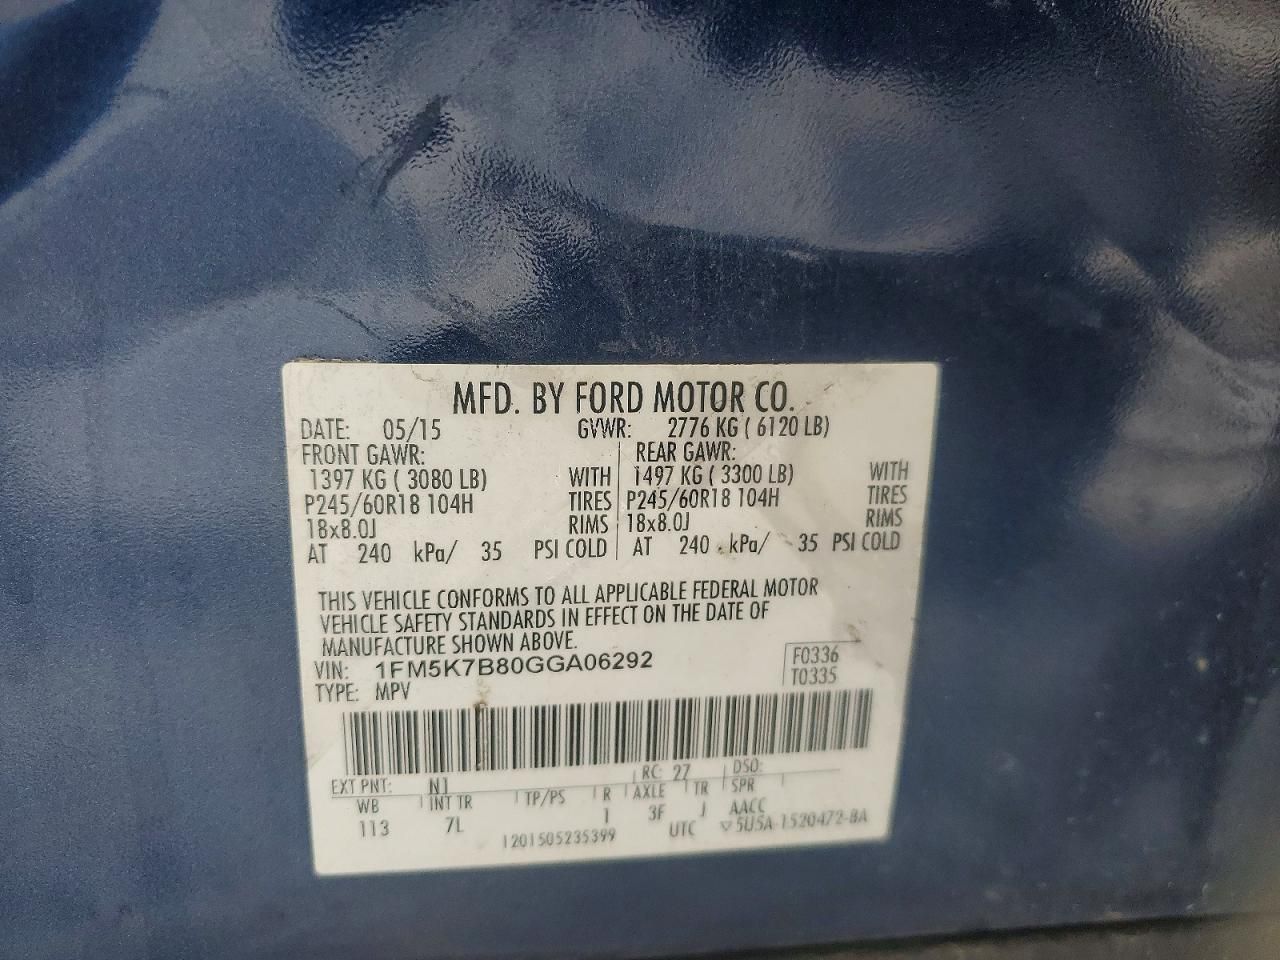 MFD. BY FORD MOTOR CO.
DATE: 05/15 GVWR: 2776 KG ( 6120 LB)
FRONT GAWR: REAR GAWR:
1397 KG ( 3080 LB) WITH 1497 KG ( 3300 LB) WITH
P245/60R18 104H TIRES P245/60R18 104H TIRES
18x8.0J RIMS 18x8.0J RIMS
AT 240 kPa/ 35 PSI COLD AT 240 kPa/ 35 PSI COLD
THIS VEHICLE CONFORMS TO ALL APPLICABLE FEDERAL MOTOR
VEHICLE SAFETY STANDARDS IN EFFECT ON THE DATE OF
MANUFACTURE SHOWN ABOVE.
VIN: 1FM5K7B80GGA06292 F0336
TYPE: MPV T0335
EXT PNT: N1 RC: 27 DSO:
WB INT TR TP/PS R AXLE TR SPR
113 7L 1 3F J AACC
1201505235399 UTC ▽5U5A-1520472-BA